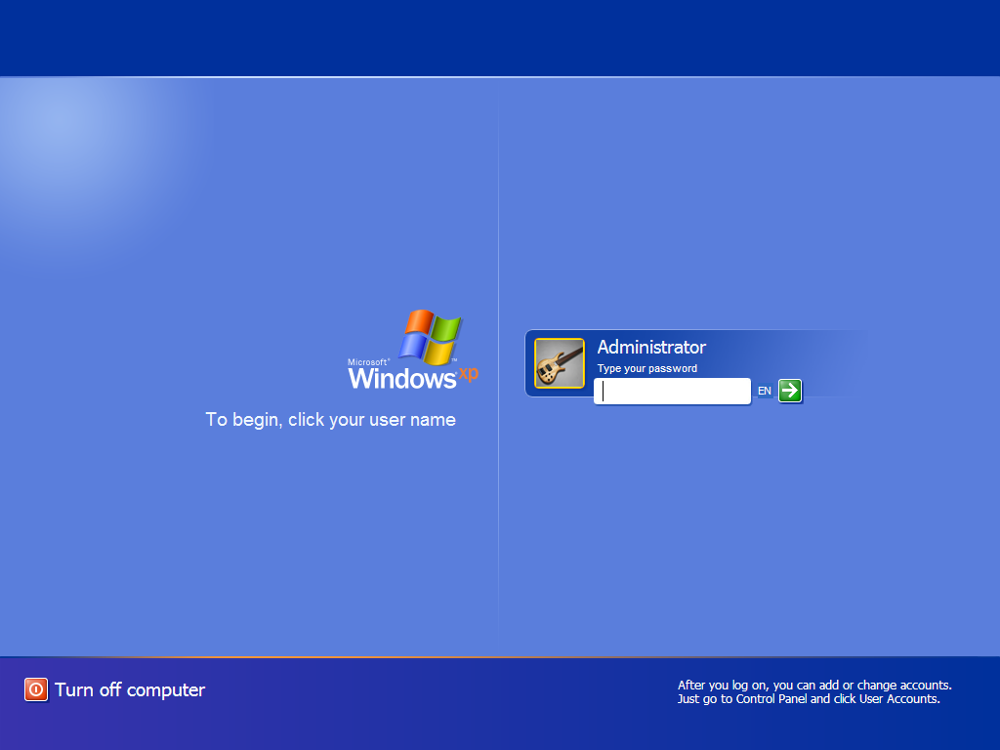 Microsoft®
Windows xp™
To begin, click your user name
Administrator
Type your password
EN
Turn off computer
After you log on, you can add or change accounts.
Just go to Control Panel and click User Accounts.